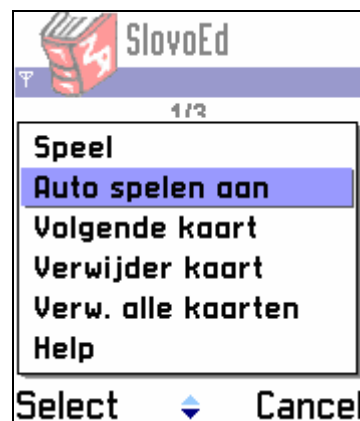 SlovoEd
1/3
Speel
Auto spelen aan
Volgende kaart
Verwijder kaart
Verw. alle kaarten
Help
Select Cancel